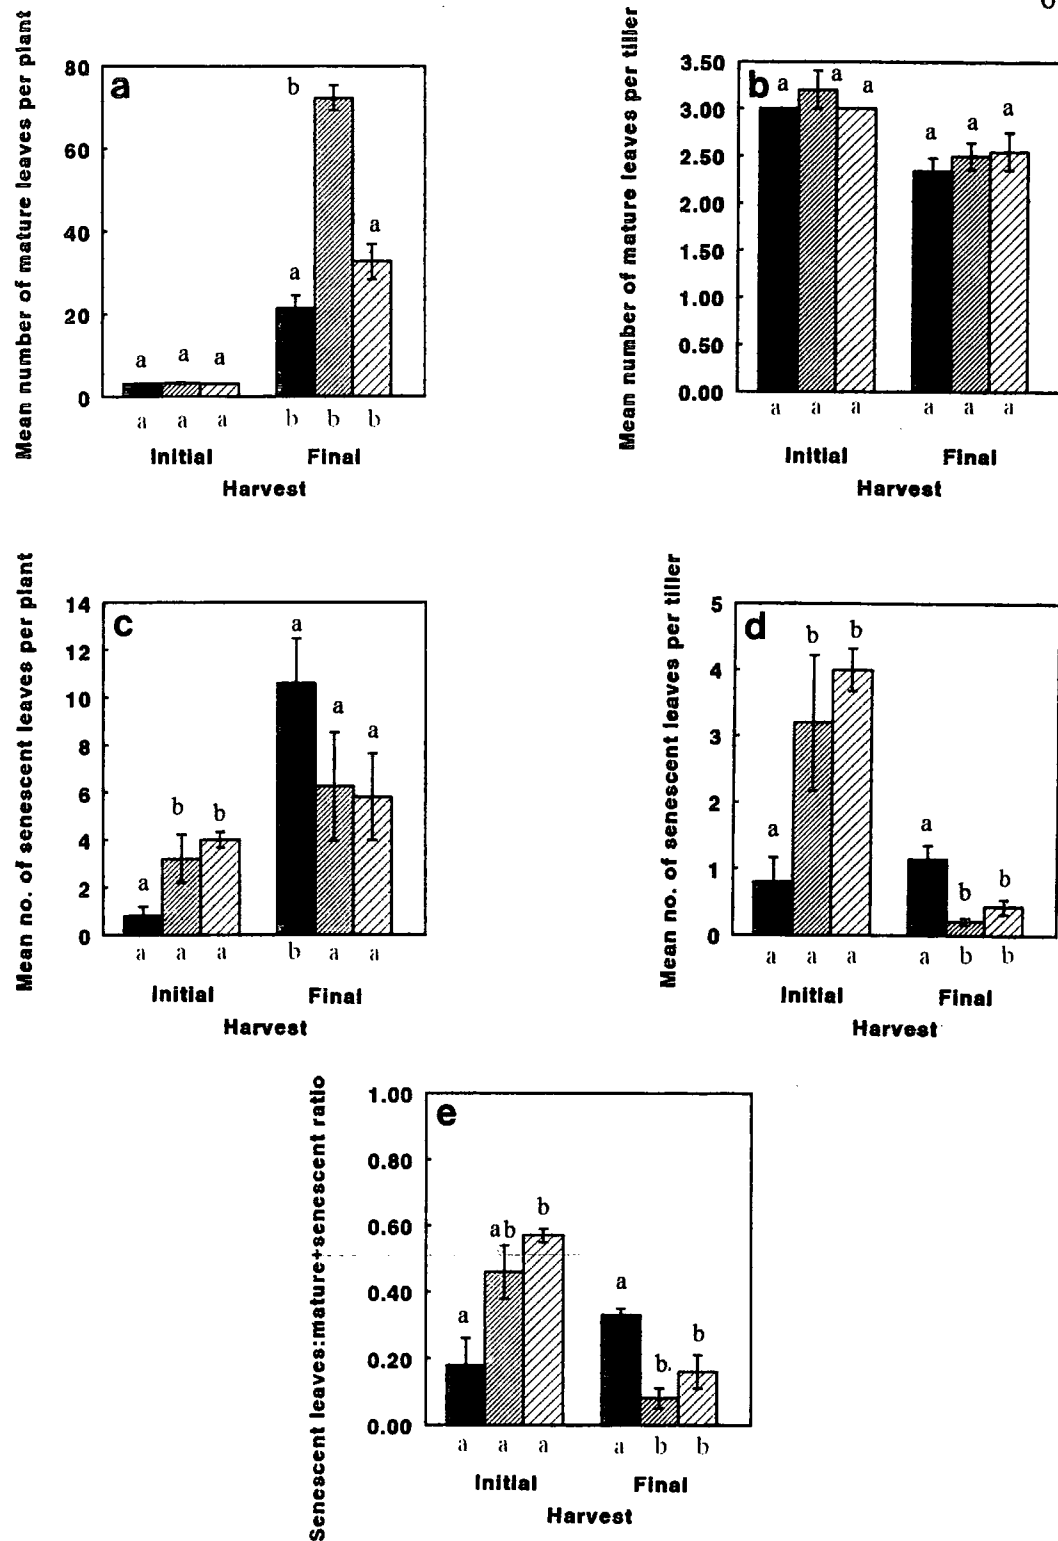 Mean number of mature leaves per plant
a
80
60
40
20
0
b
a
a
a a a
a a a b b b
Initial Final
Harvest
Mean number of mature leaves per tiller
b
3.50
3.00
2.50
2.00
1.50
1.00
0.50
0.00
a a a
a a a
a a a a a a
Initial Final
Harvest
Mean no. of senescent leaves per plant
c
14
12
10
8
6
4
2
0
a b b
a a a
a a a b a a
Initial Final
Harvest
Mean no. of senescent leaves per tiller
d
5
4
3
2
1
0
a b b
a b b
a a a a b b
Initial Final
Harvest
Senescent leaves:mature+senescent ratio
e
1.00
0.80
0.60
0.40
0.20
0.00
a ab b
a b. b
a a a a b b
Initial Final
Harvest